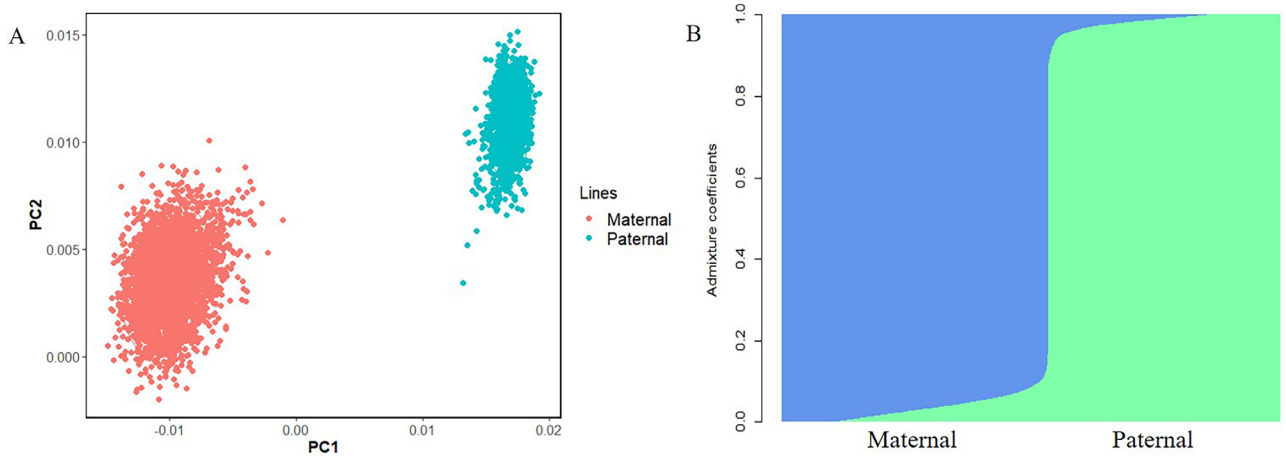 A
PC2
0.015
0.010
0.005
0.000
-0.01
0.00
0.01
0.02
PC1
Lines
Maternal
Paternal
B
Admixture coefficients
1.0
0.8
0.6
0.4
0.2
0.0
Maternal
Paternal